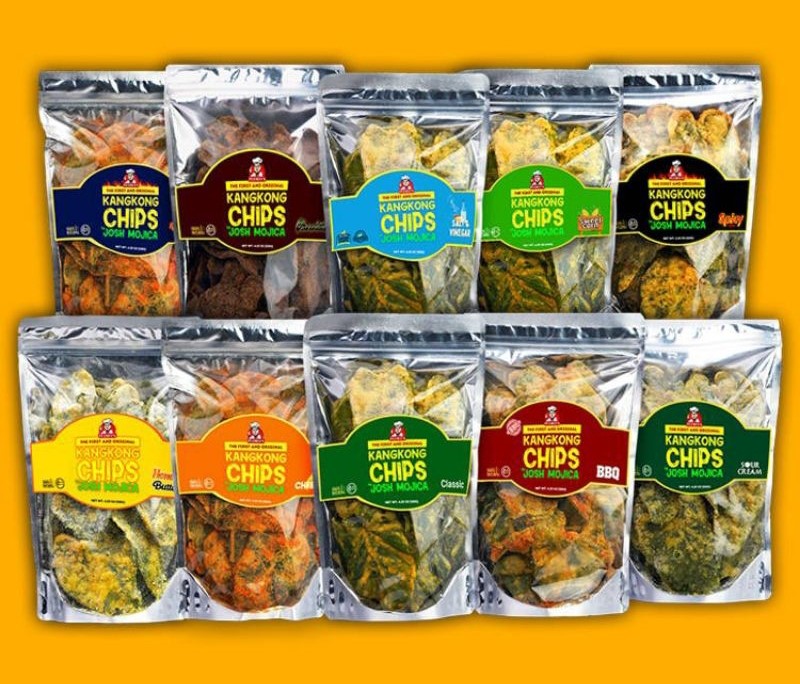 THE FIRST AND ORIGINAL
KANGKONG
CHIPS
BY JOSH MOJICA
THE FIRST AND ORIGINAL
KANGKONG
CHIPS
BY JOSH MOJICA
THE FIRST AND ORIGINAL
KANGKONG
CHIPS
BY JOSH MOJICA
VINEGAR
THE FIRST AND ORIGINAL
KANGKONG
CHIPS
BY JOSH MOJICA
SWEET
CHILI
THE FIRST AND ORIGINAL
KANGKONG
CHIPS
BY JOSH MOJICA
Spicy
THE FIRST AND ORIGINAL
KANGKONG
CHIPS
BY JOSH MOJICA
THE FIRST AND ORIGINAL
KANGKONG
CHIPS
BY JOSH MOJICA
THE FIRST AND ORIGINAL
KANGKONG
CHIPS
BY JOSH MOJICA
Classic
THE FIRST AND ORIGINAL
KANGKONG
CHIPS
BY JOSH MOJICA
BBQ
THE FIRST AND ORIGINAL
KANGKONG
CHIPS
BY JOSH MOJICA
SOUR
CREAM